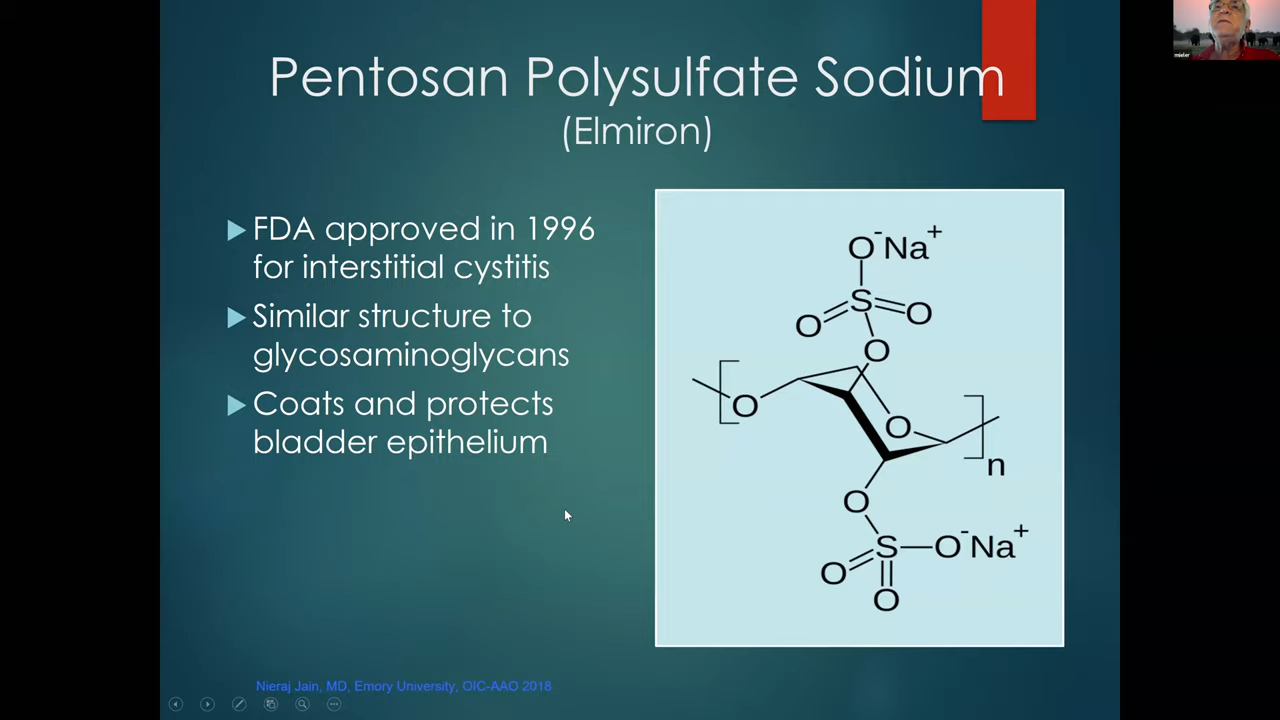 Pentosan Polysulfate Sodium
(Elmiron)
FDA approved in 1996
for interstitial cystitis
Similar structure to
glycosaminoglycans
Coats and protects
bladder epithelium
O⁻Na⁺
S
O
O
O
O
O
n
O
S
O⁻Na⁺
O
O
Nieraj Jain, MD, Emory University, OIC-AAO 2018
mieler